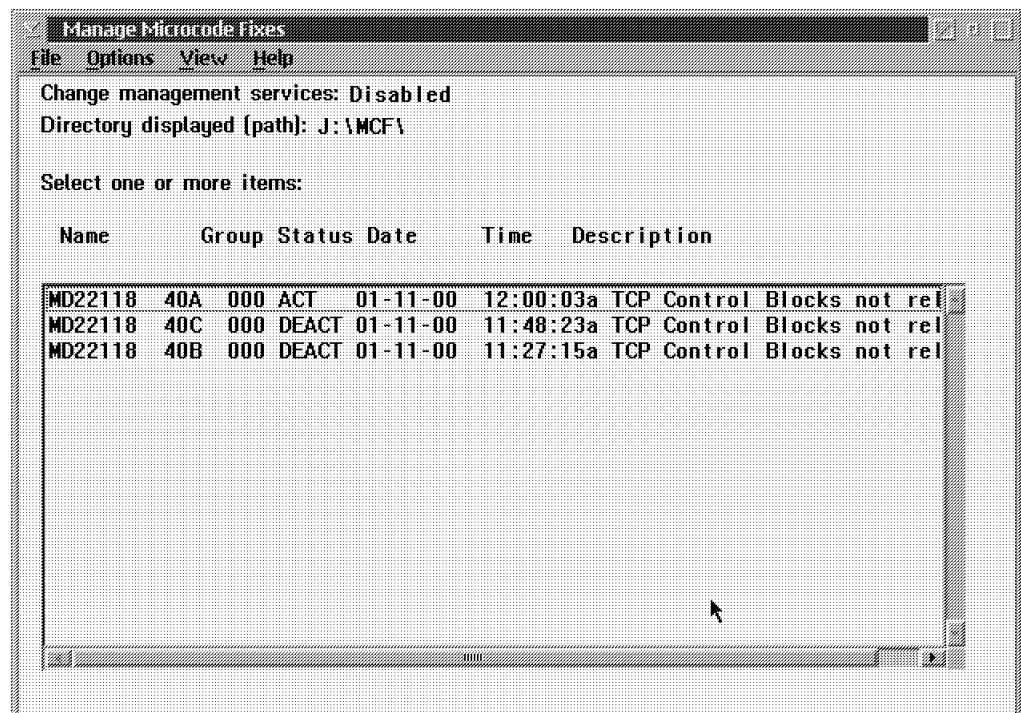 Manage Microcode Fixes
File Options View Help
Change management services: Disabled
Directory displayed (path): J:\MCF\
Select one or more items:
Name Group Status Date Time Description
MD22118 40A 000 ACT 01-11-00 12:00:03a TCP Control Blocks not rel
MD22118 40C 000 DEACT 01-11-00 11:48:23a TCP Control Blocks not rel
MD22118 40B 000 DEACT 01-11-00 11:27:15a TCP Control Blocks not rel